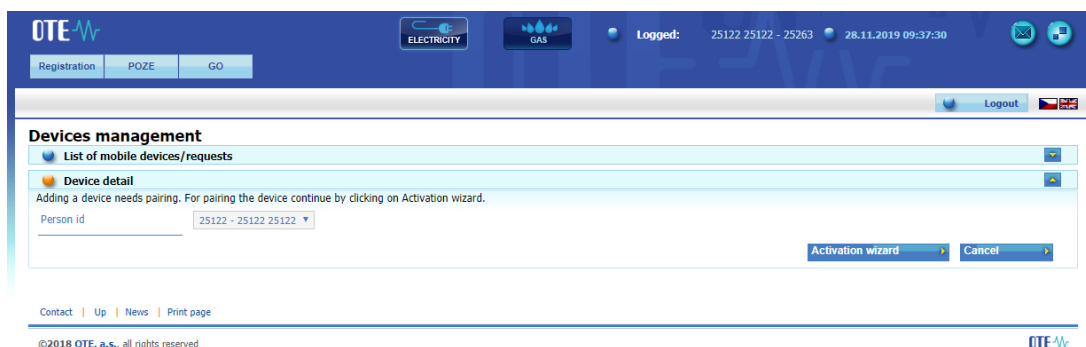 OTE
ELECTRICITY
GAS
Logged: 25122 25122 - 25263 28.11.2019 09:37:30
Registration POZE GO
Logout
Devices management
List of mobile devices/requests
Device detail
Adding a device needs pairing. For pairing the device continue by clicking on Activation wizard.
Person id 25122 - 25122 25122
Activation wizard Cancel
Contact | Up | News | Print page
©2018 OTE, a.s., all rights reserved
OTE